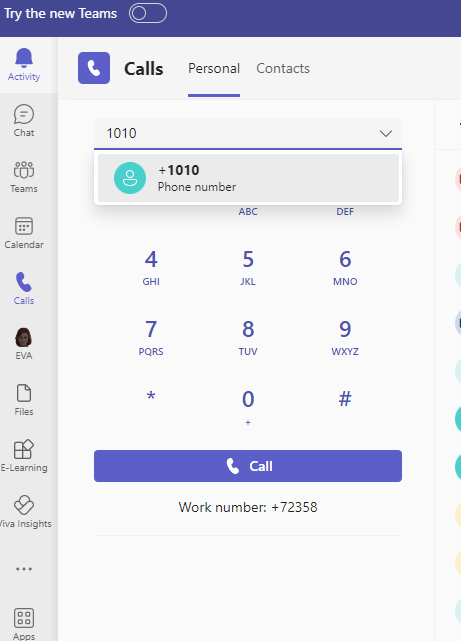 Try the new Teams
Activity
Chat
Teams
Calendar
Calls
EVA
Files
E-Learning
Viva Insights
Apps
Calls Personal Contacts
1010
+1010
Phone number
ABC DEF
4 5 6
GHI JKL MNO
7 8 9
PQRS TUV WXYZ
* 0 #
+
Call
Work number: +72358